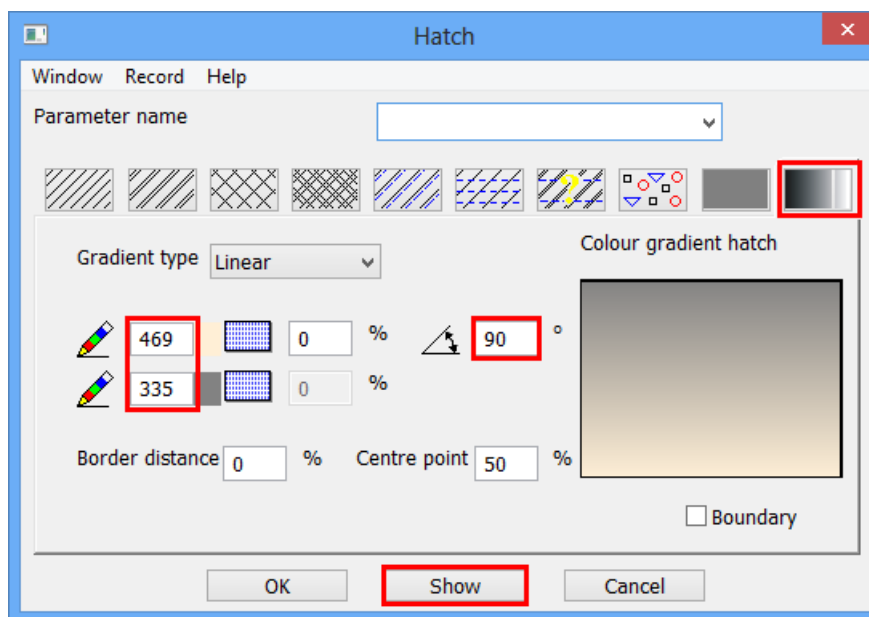 Hatch
Window Record Help
Parameter name
?
Gradient type Linear Colour gradient hatch
469 0 % 90 °
335 0 %
Border distance 0 % Centre point 50 %
Boundary
OK Show Cancel